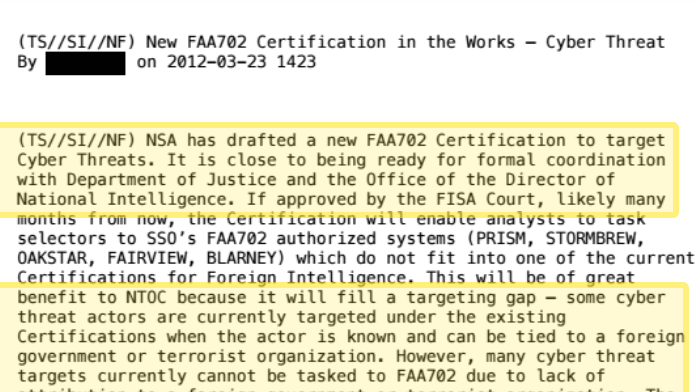 (TS//SI//NF) New FAA702 Certification in the Works – Cyber Threat
By on 2012-03-23 1423
(TS//SI//NF) NSA has drafted a new FAA702 Certification to target
Cyber Threats. It is close to being ready for formal coordination
with Department of Justice and the Office of the Director of
National Intelligence. If approved by the FISA Court, likely many
months from now, the Certification will enable analysts to task
selectors to SSO’s FAA702 authorized systems (PRISM, STORMBREW,
OAKSTAR, FAIRVIEW, BLARNEY) which do not fit into one of the current
Certifications for Foreign Intelligence. This will be of great
benefit to NTOC because it will fill a targeting gap – some cyber
threat actors are currently targeted under the existing
Certifications when the actor is known and can be tied to a foreign
government or terrorist organization. However, many cyber threat
targets currently cannot be tasked to FAA702 due to lack of